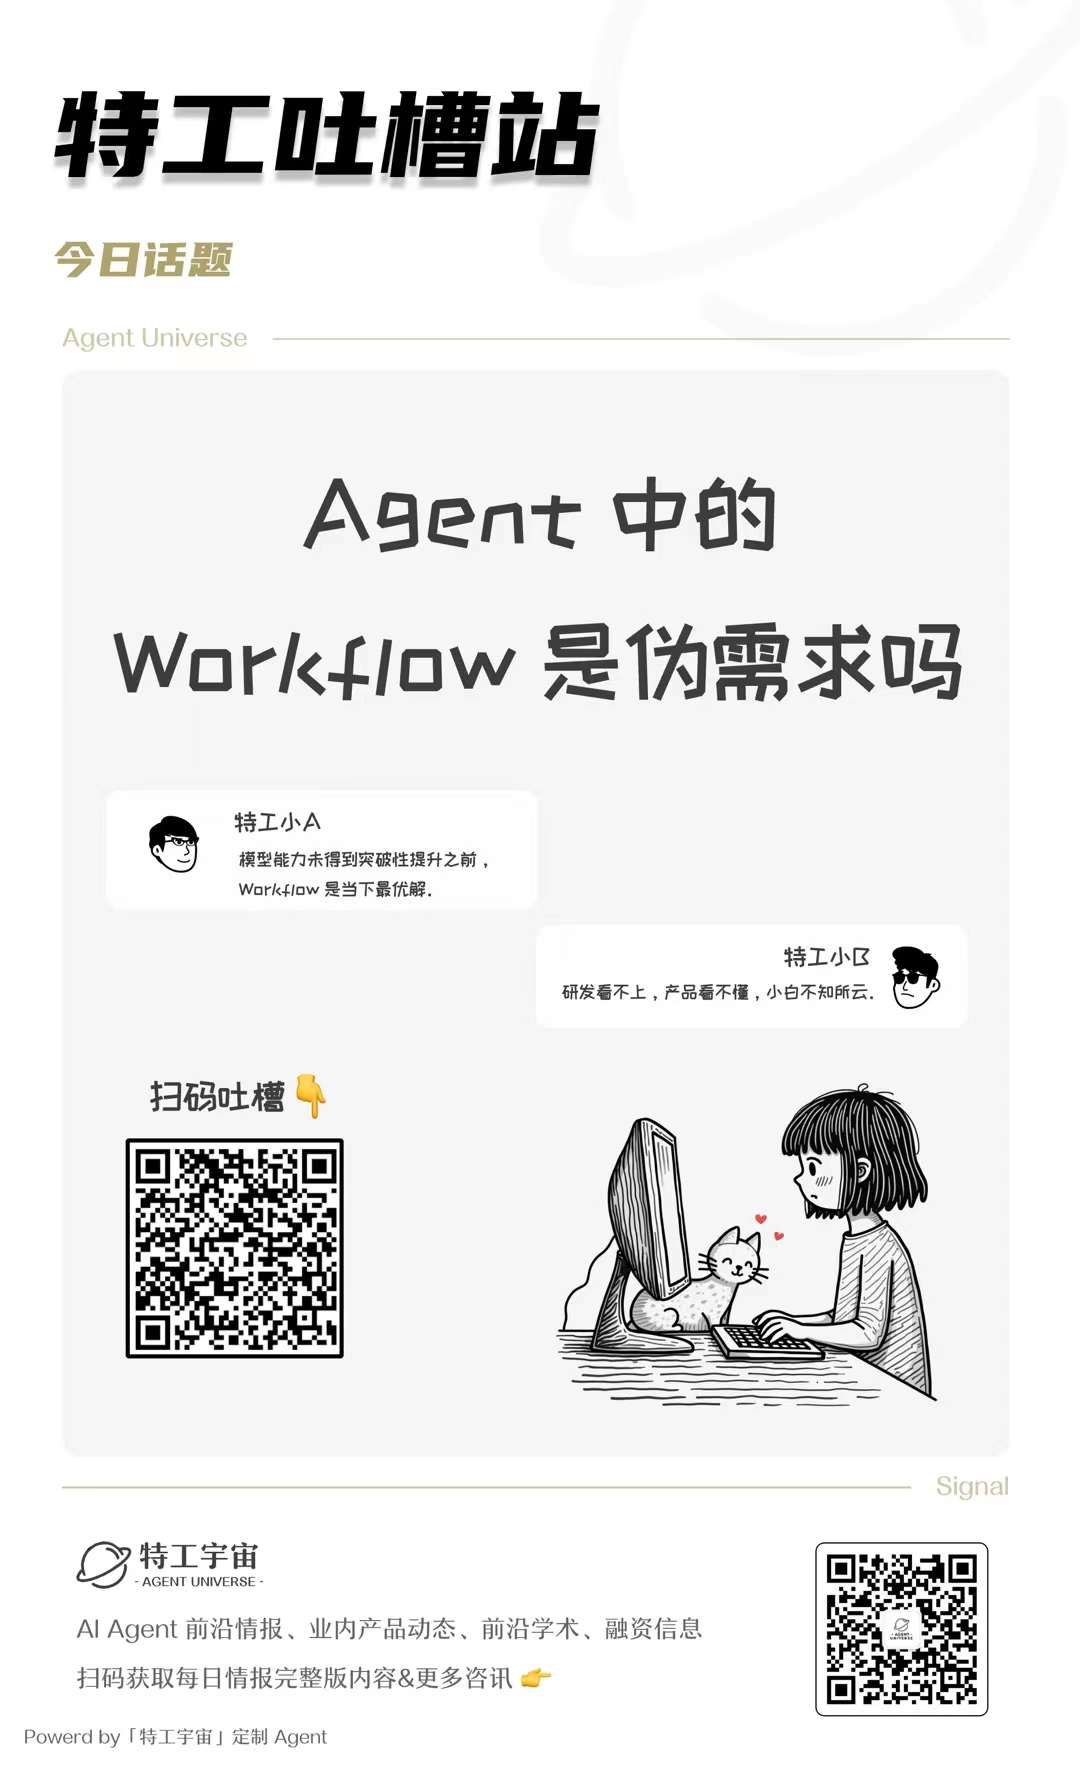 特工吐槽站
今日话题
Agent Universe
Agent 中的
Workflow 是伪需求吗
特工小A
模型能力未得到突破性提升之前，
Workflow 是当下最优解.
特工小B
研发看不上，产品看不懂，小白不知所云.
扫码吐槽👇
Signal
特工宇宙
- AGENT UNIVERSE -
AI Agent 前沿情报、业内产品动态、前沿学术、融资信息
扫码获取每日情报完整版内容&更多咨讯 👉
- AGENT -
UNIVERSE
Powerd by「特工宇宙」定制 Agent